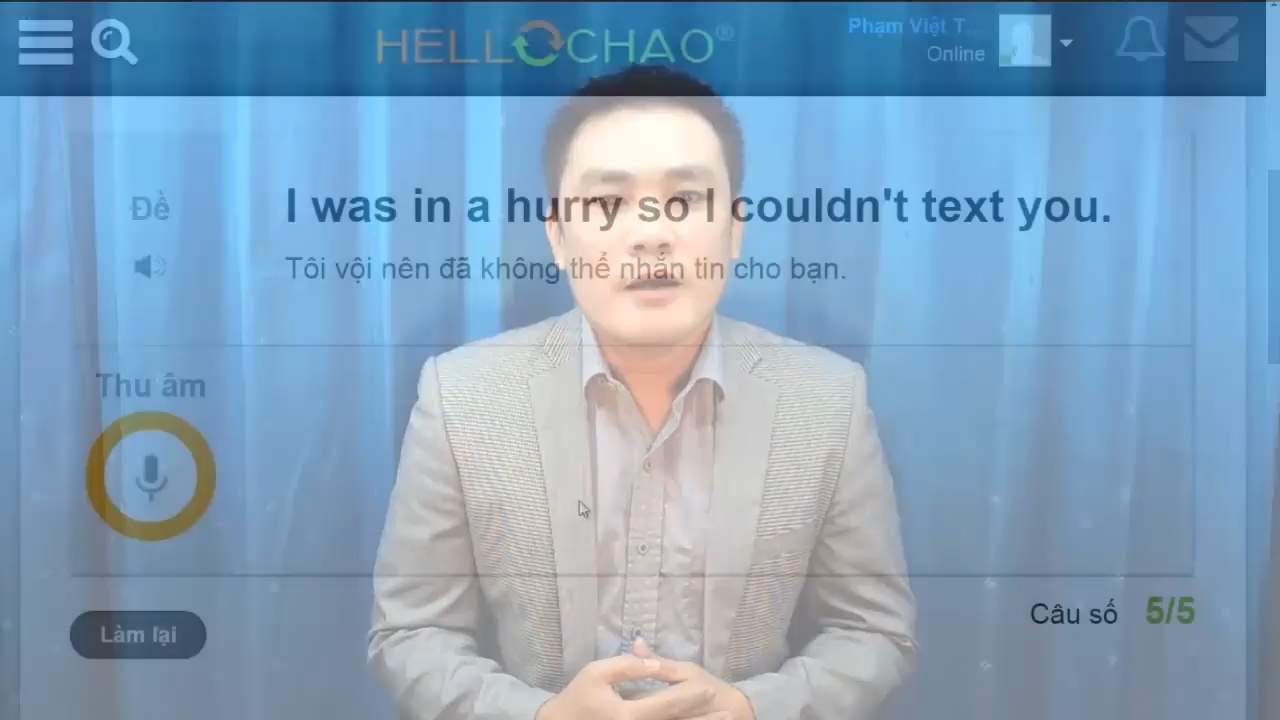 HELLOCHAO®
Phạm Việt T...
Online
Đề
I was in a hurry so I couldn't text you.
Tôi vội nên đã không thể nhắn tin cho bạn.
Thu âm
Làm lại
Câu số 5/5